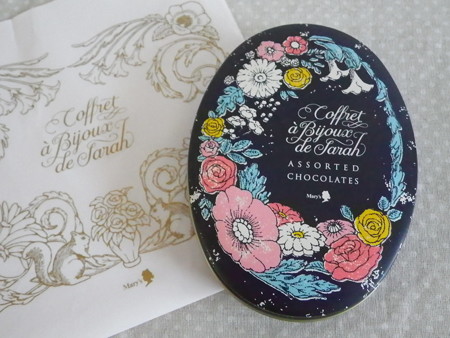 Coffret
à Bijoux
de Sarah
Mary's
Coffret
à Bijoux
de Sarah
ASSORTED
CHOCOLATES
Mary's